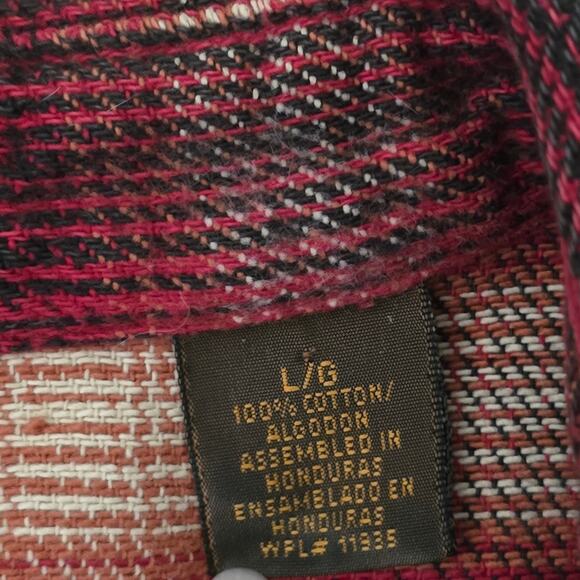 L/G
100% COTTON/
ALGODON
ASSEMBLED IN
HONDURAS
ENSAMBLADO EN
HONDURAS
WPL# 11335